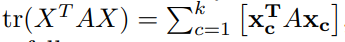 tr(X^T AX) = ∑_{c=1}^{k} [x_c^T A x_c].